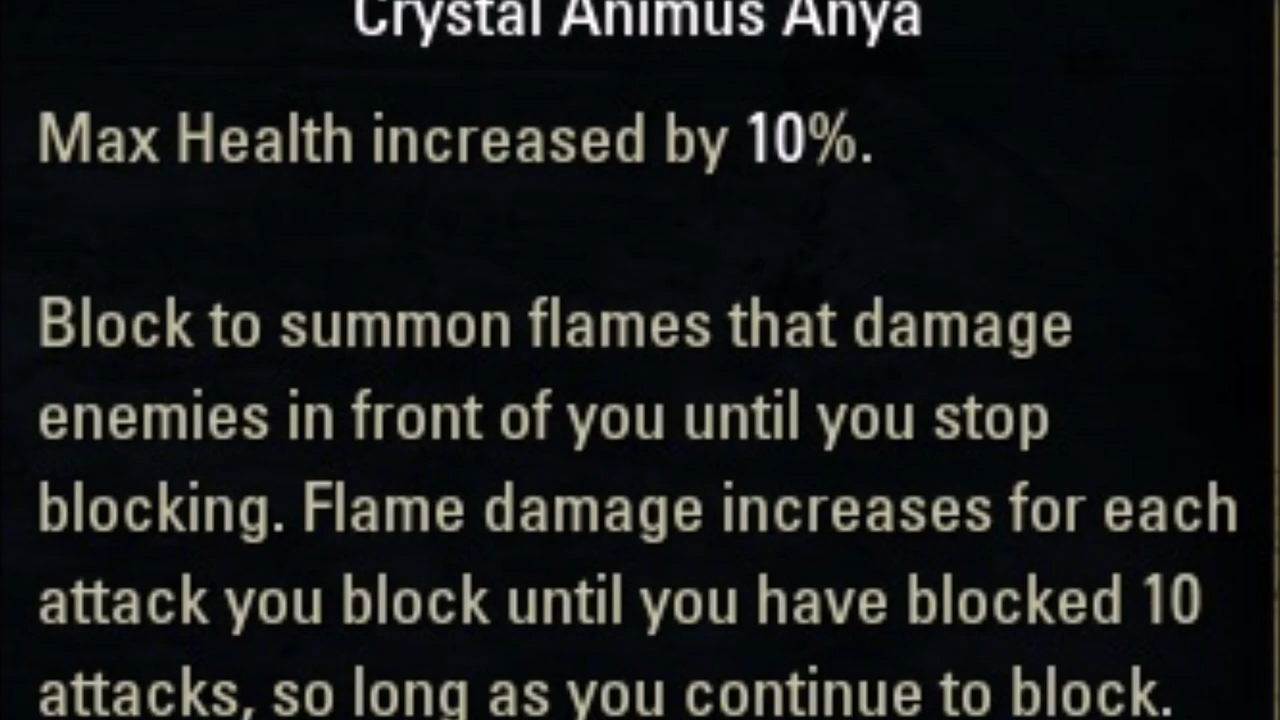 Crystal Animus Anya
Max Health increased by 10%.
Block to summon flames that damage
enemies in front of you until you stop
blocking. Flame damage increases for each
attack you block until you have blocked 10
attacks, so long as you continue to block.